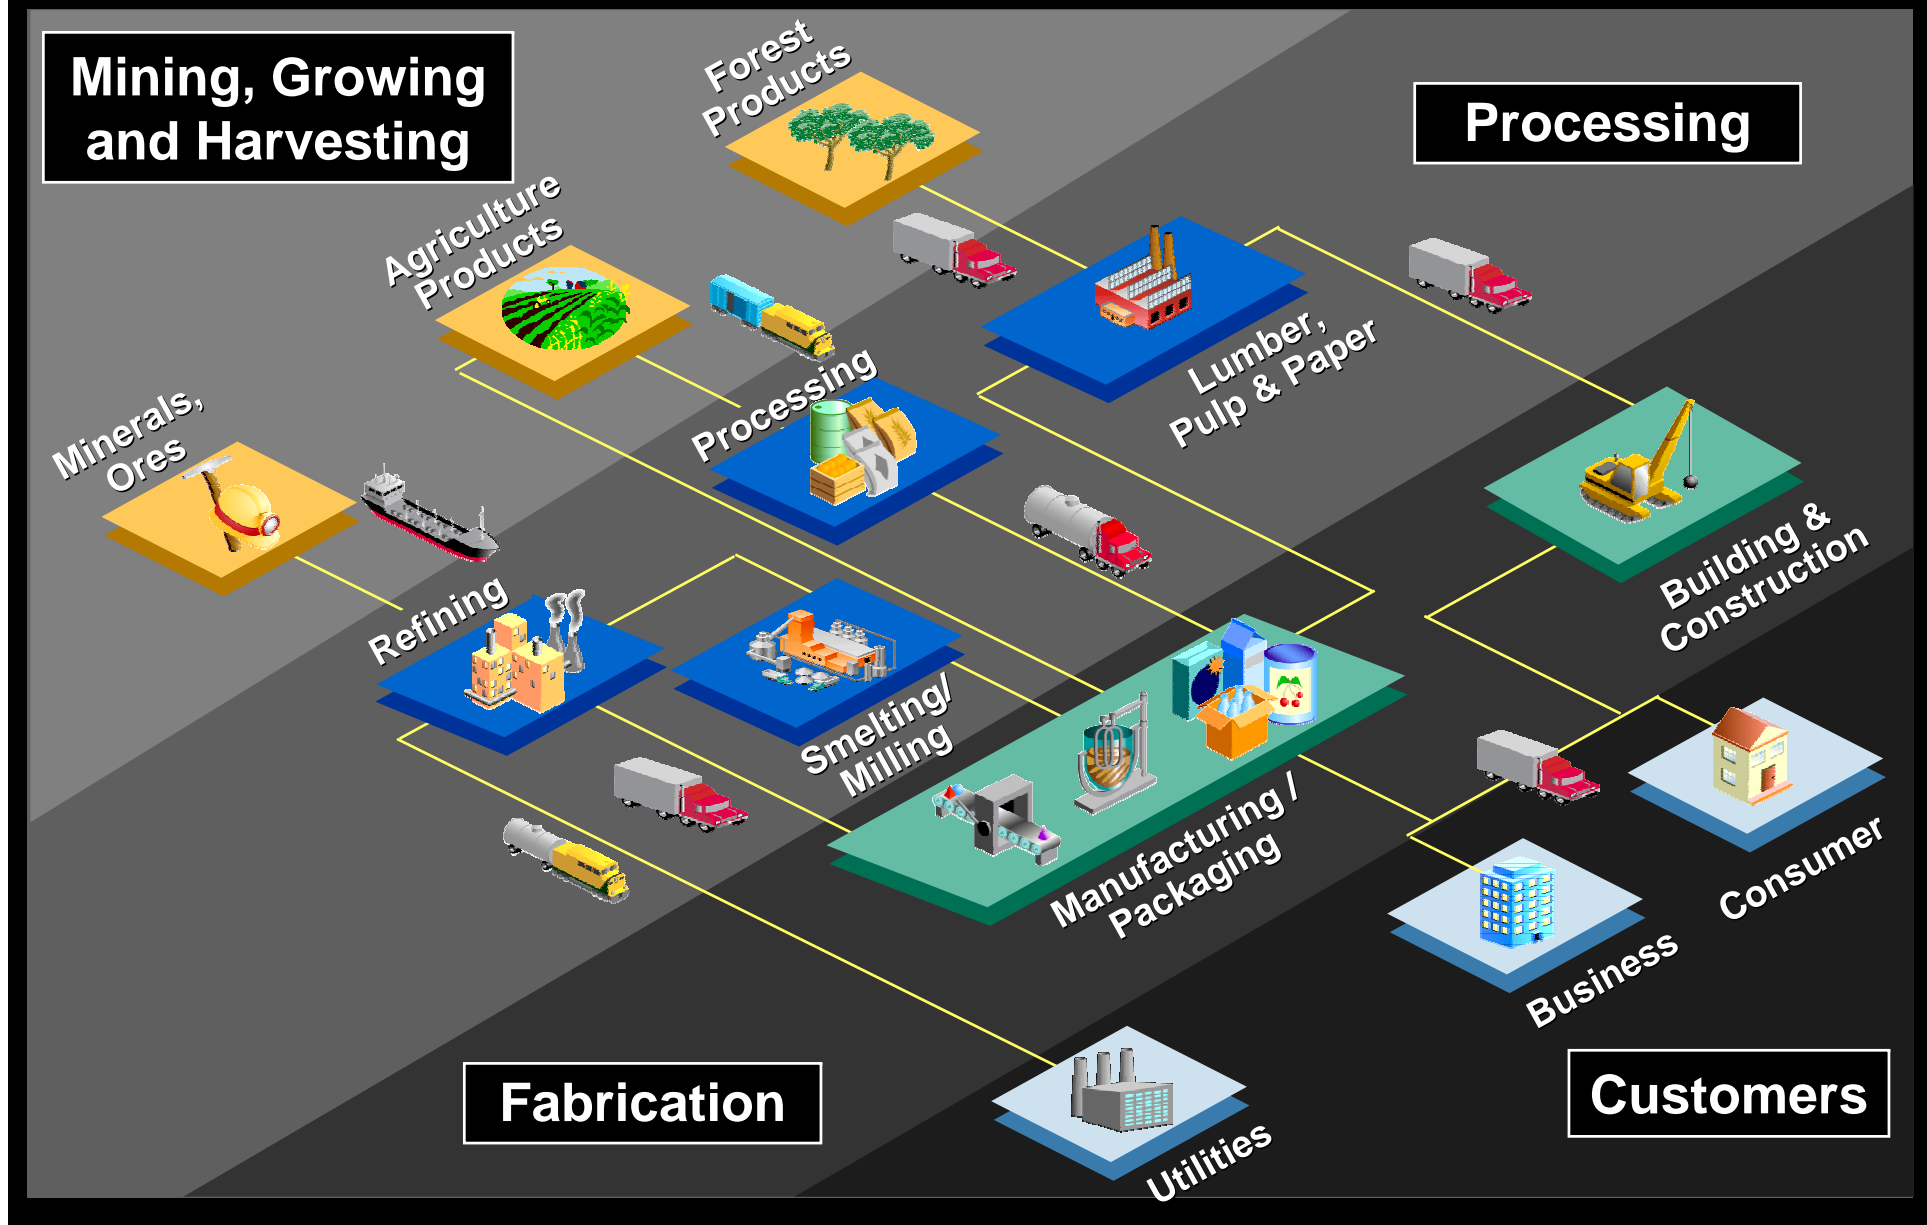 Mining, Growing
and Harvesting
Forest
Products
Processing
Agriculture
Products
Lumber,
Pulp & Paper
Processing
Minerals,
Ores
Building &
Construction
Refining
Smelting/
Milling
Manufacturing /
Packaging
Consumer
Business
Fabrication
Customers
Utilities